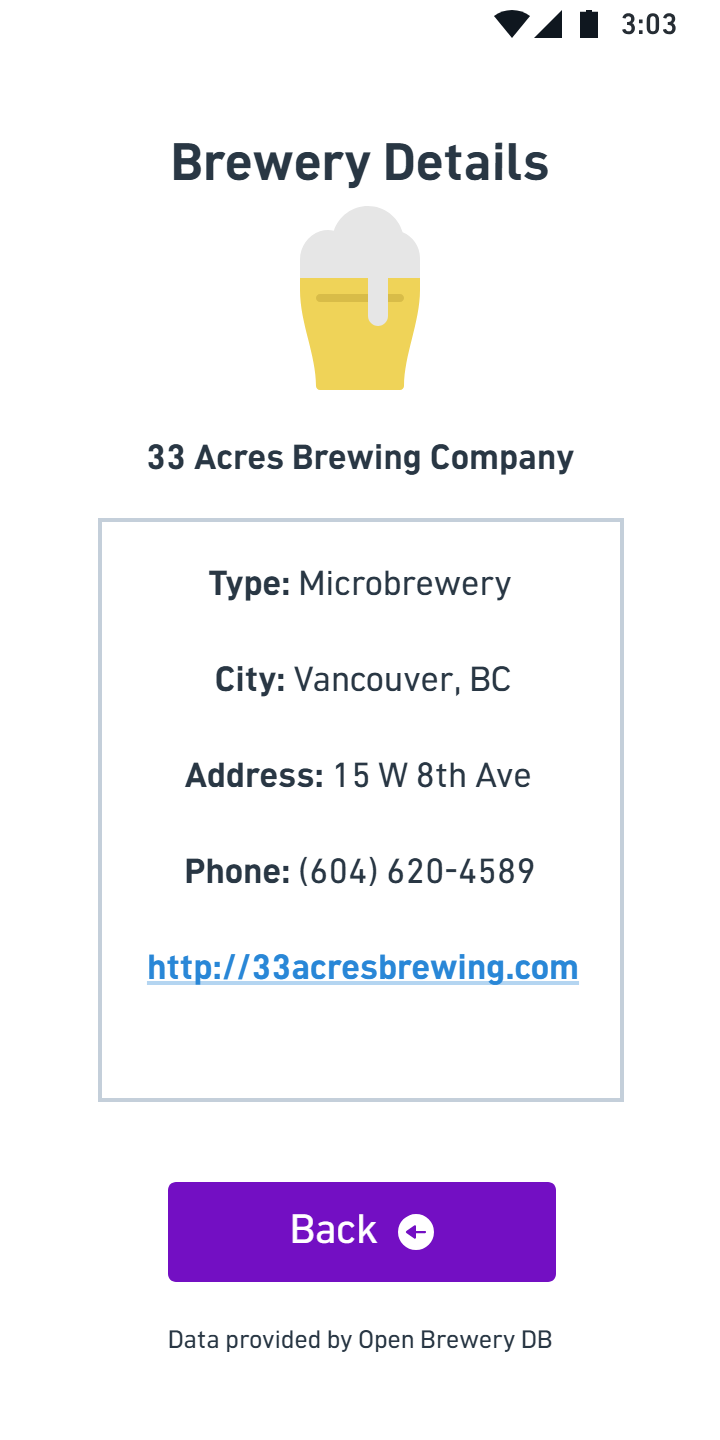 3:03
Brewery Details
33 Acres Brewing Company
Type: Microbrewery
City: Vancouver, BC
Address: 15 W 8th Ave
Phone: (604) 620-4589
http://33acresbrewing.com
Back
Data provided by Open Brewery DB